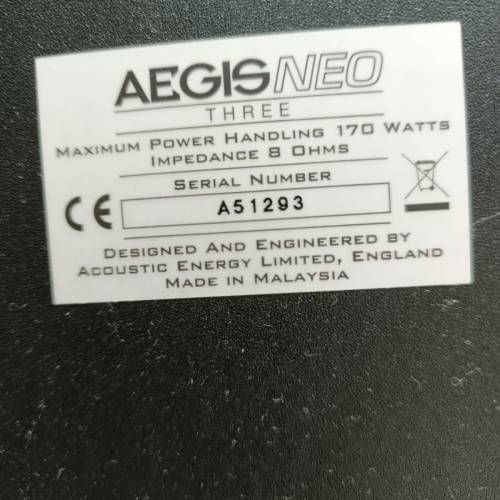 AEGIS NEO
THREE
MAXIMUM POWER HANDLING 170 WATTS
IMPEDANCE 8 OHMS
SERIAL NUMBER
CE A51293
DESIGNED AND ENGINEERED BY
ACOUSTIC ENERGY LIMITED, ENGLAND
MADE IN MALAYSIA